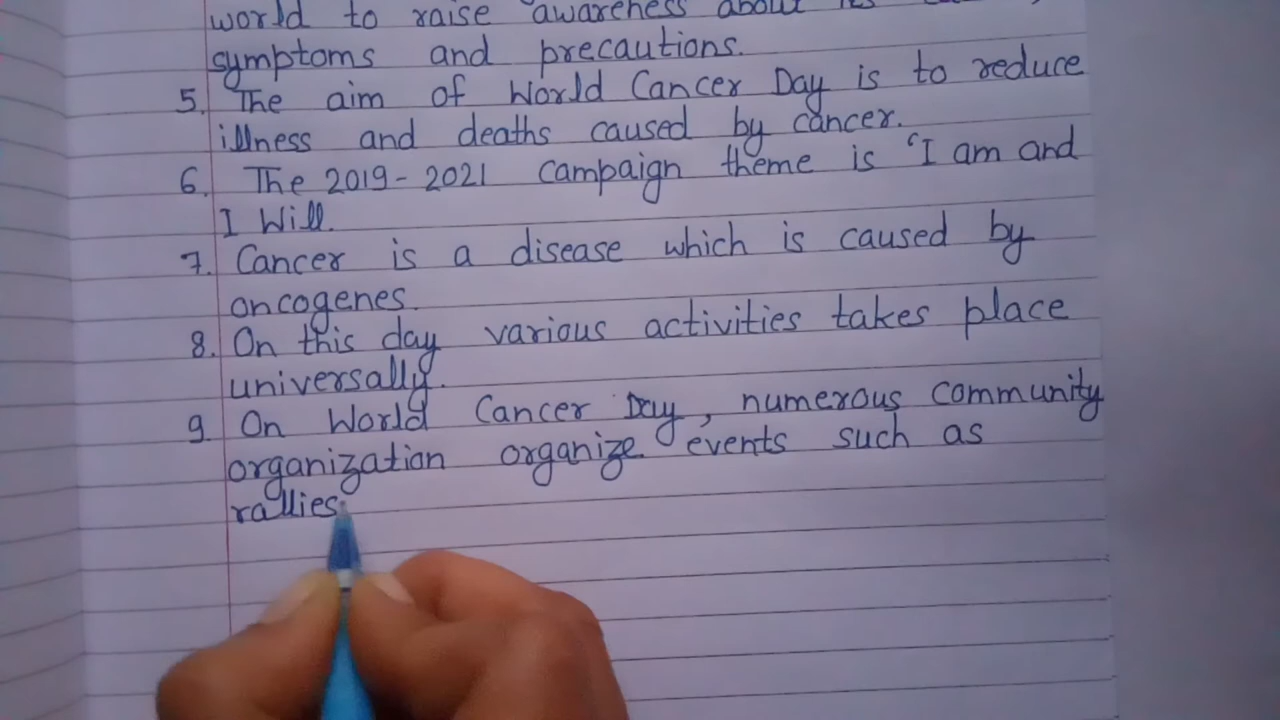 world to raise awareness about its
symptoms and precautions.
5. The aim of World Cancer Day is to reduce
illness and deaths caused by cancer.
6. The 2019-2021 campaign theme is 'I am and
I Will.
7. Cancer is a disease which is caused by
oncogenes.
8. On this day various activities takes place
universally.
9. On World Cancer Day, numerous community
organization organize events such as
rallies